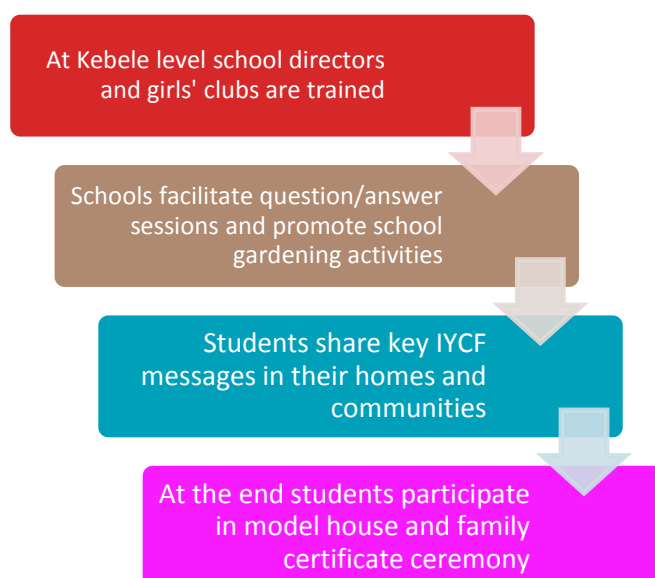 At Kebele level school directors
and girls' clubs are trained
Schools facilitate question/answer
sessions and promote school
gardening activities
Students share key IYCF
messages in their homes and
communities
At the end students participate
in model house and family
certificate ceremony